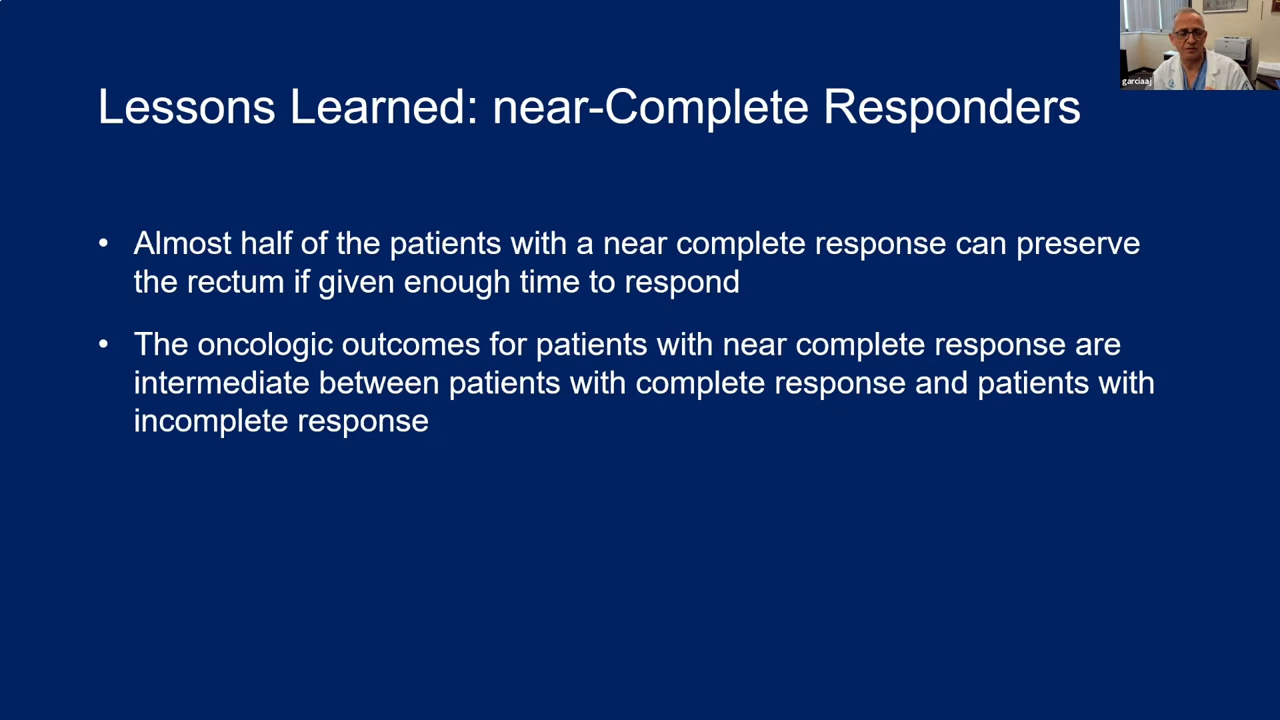 garciaaj
Lessons Learned: near-Complete Responders
• Almost half of the patients with a near complete response can preserve
the rectum if given enough time to respond
• The oncologic outcomes for patients with near complete response are
intermediate between patients with complete response and patients with
incomplete response